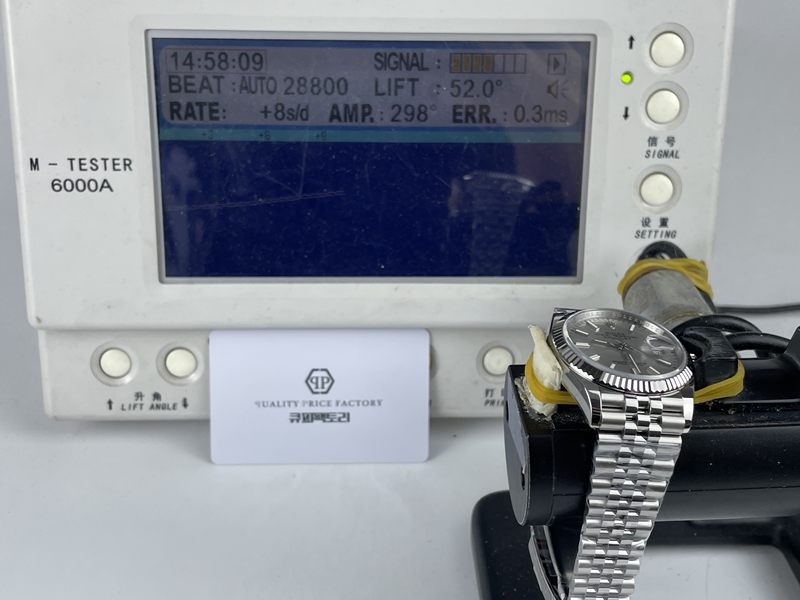 14:58:09 SIGNAL :
BEAT : AUTO 28800 LIFT : 52.0°
RATE: +8s/d AMP. : 298° ERR. : 0.3ms
M - TESTER
6000A
信 号
SIGNAL
设 置
SETTING
升 角
LIFT ANGLE
QUALITY PRICE FACTORY
큐피팩토리